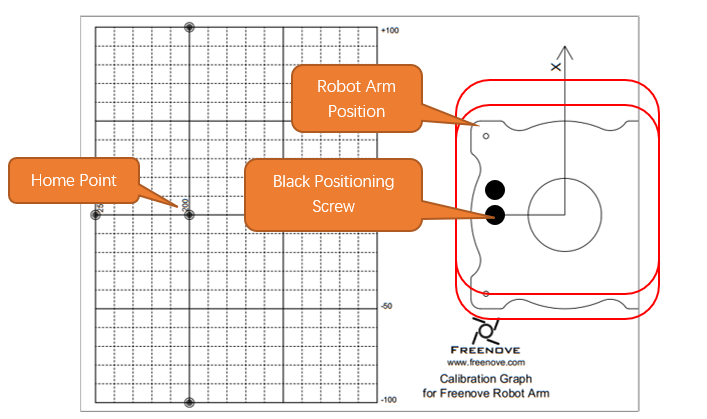 +100
X
Robot Arm
Position
Home Point
Black Positioning
Screw
200
-50
FREENOVE
www.freenove.com
Calibration Graph
for Freenove Robot Arm
-100